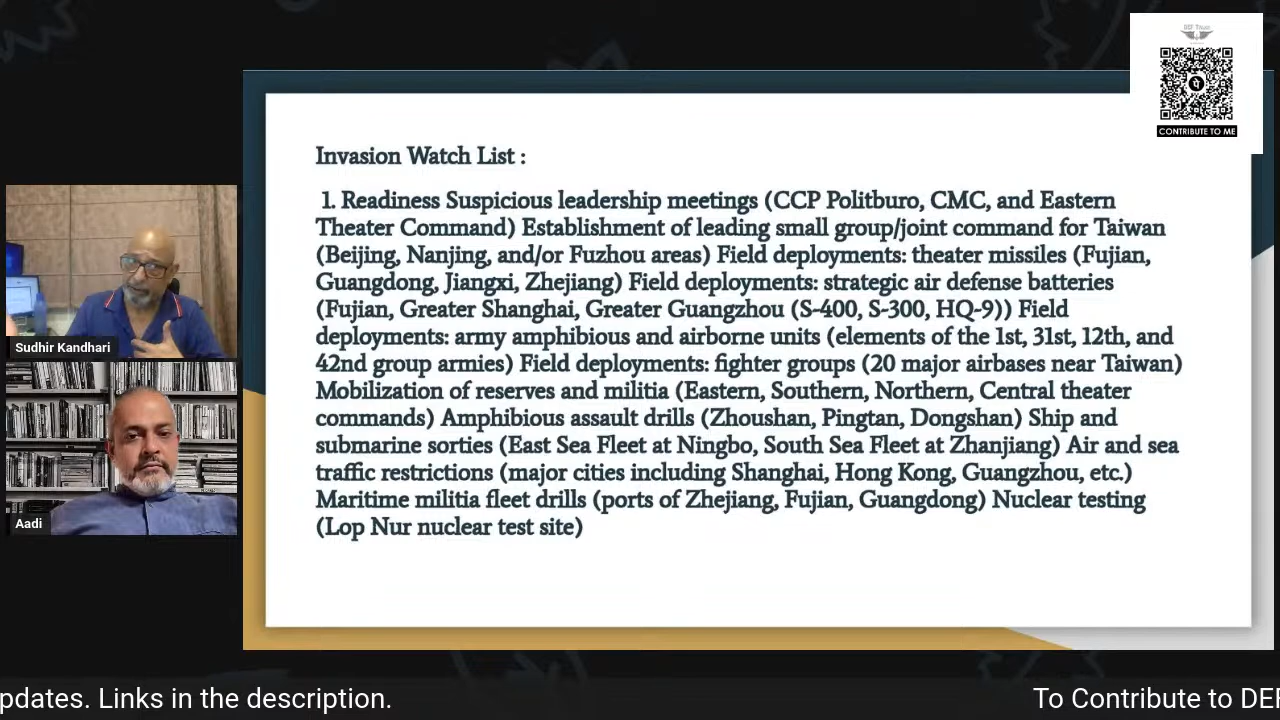 DEF Talks
CONTRIBUTE TO ME
Invasion Watch List :
1. Readiness Suspicious leadership meetings (CCP Politburo, CMC, and Eastern
Theater Command) Establishment of leading small group/joint command for Taiwan
(Beijing, Nanjing, and/or Fuzhou areas) Field deployments: theater missiles (Fujian,
Guangdong, Jiangxi, Zhejiang) Field deployments: strategic air defense batteries
(Fujian, Greater Shanghai, Greater Guangzhou (S-400, S-300, HQ-9)) Field
deployments: army amphibious and airborne units (elements of the 1st, 31st, 12th, and
42nd group armies) Field deployments: fighter groups (20 major airbases near Taiwan)
Mobilization of reserves and militia (Eastern, Southern, Northern, Central theater
commands) Amphibious assault drills (Zhoushan, Pingtan, Dongshan) Ship and
submarine sorties (East Sea Fleet at Ningbo, South Sea Fleet at Zhanjiang) Air and sea
traffic restrictions (major cities including Shanghai, Hong Kong, Guangzhou, etc.)
Maritime militia fleet drills (ports of Zhejiang, Fujian, Guangdong) Nuclear testing
(Lop Nur nuclear test site)
Sudhir Kandhari
Aadi
pdates. Links in the description.
To Contribute to DEF